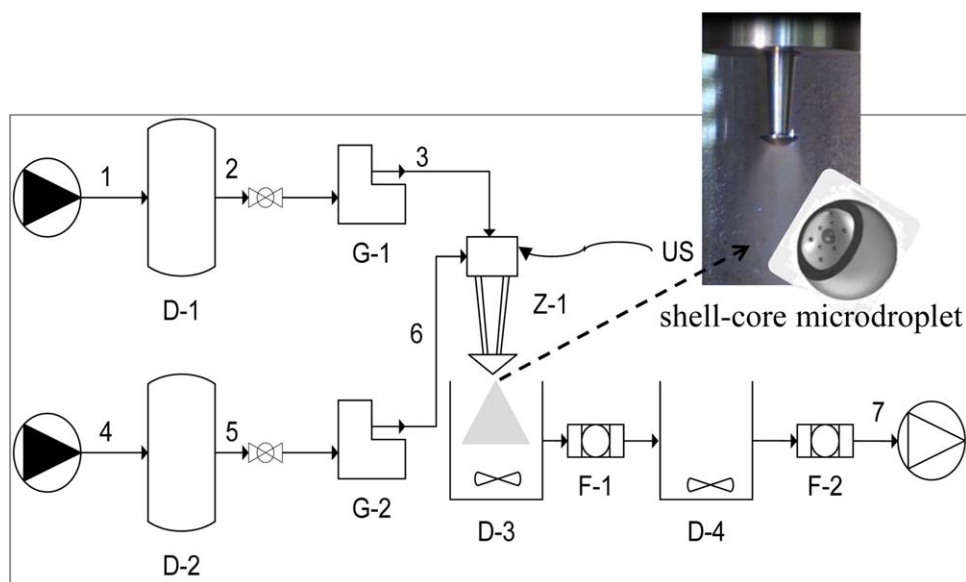 1
2
3
G-1
D-1
US
Z-1
shell-core microdroplet
6
4
5
7
G-2
F-1
F-2
D-3
D-4
D-2